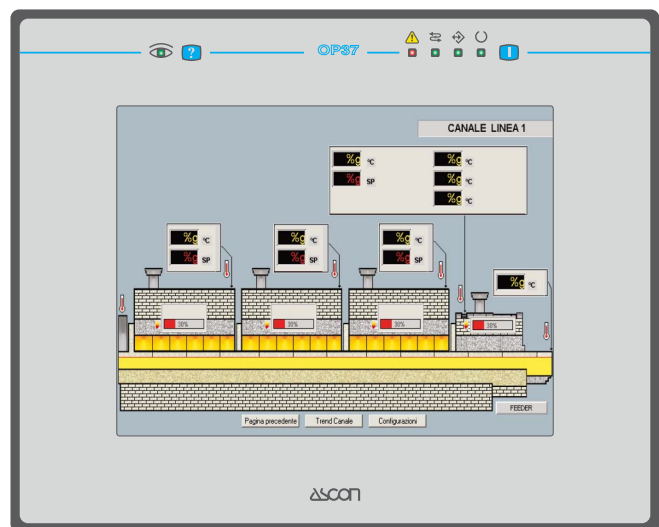 ?
OP37
CANALE LINEA 1
%g °C %g °C
%g SP %g °C
%g °C
%g °C %g °C %g °C
%g SP %g SP %g SP
%g °C
30% 30% 30% 30%
FEEDER
Pagina precedente Trend Canale Configurazioni
ascon